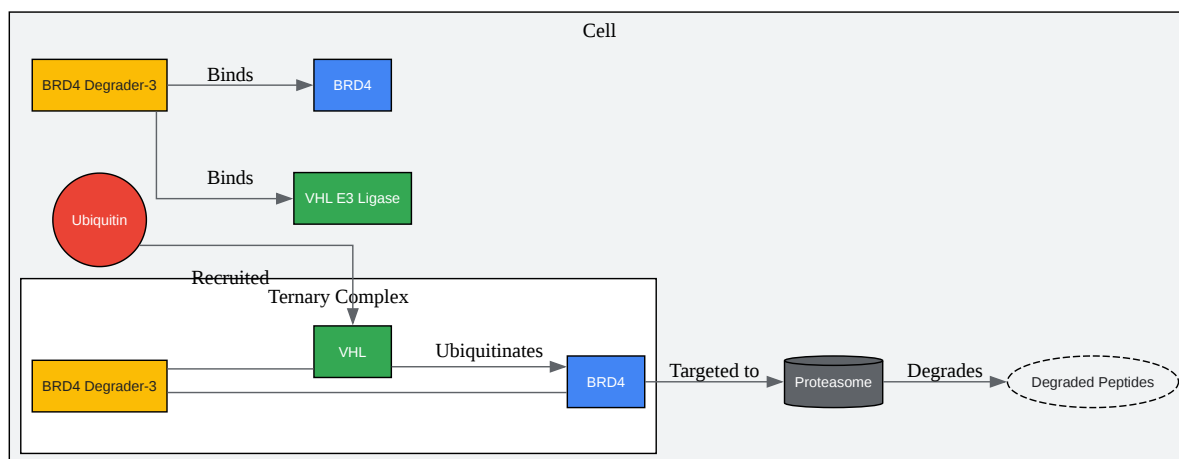 Cell
BRD4 Degrader-3
Binds
BRD4
Binds
VHL E3 Ligase
Ubiquitin
Recruited
Ternary Complex
VHL
Ubiquitinates
BRD4 Degrader-3
BRD4
Targeted to
Proteasome
Degrades
Degraded Peptides